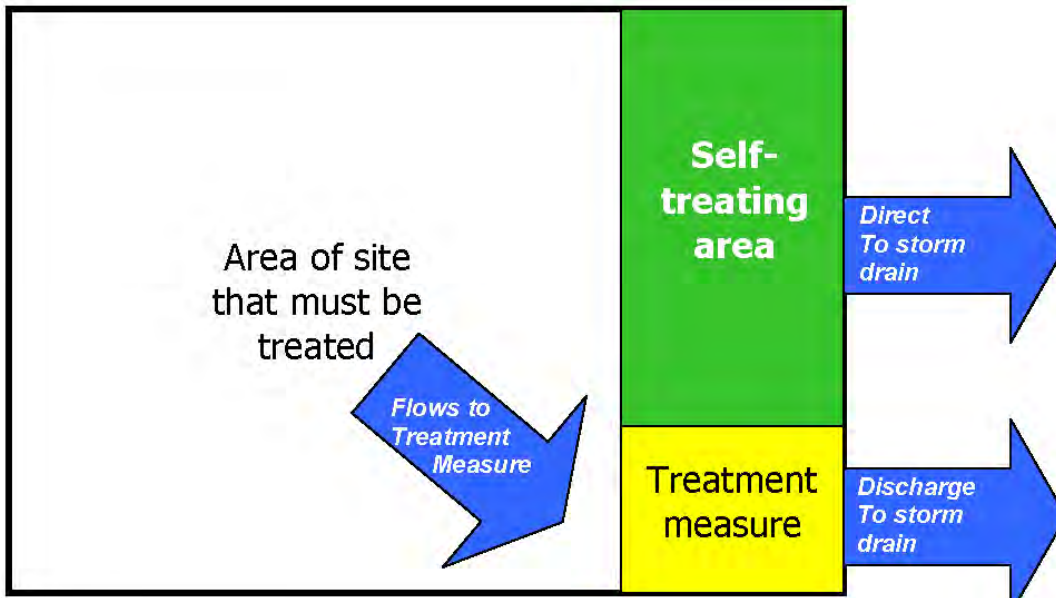 Self-
treating
area
Direct
To storm
drain
Area of site
that must be
treated
Flows to
Treatment
Measure
Treatment
measure
Discharge
To storm
drain